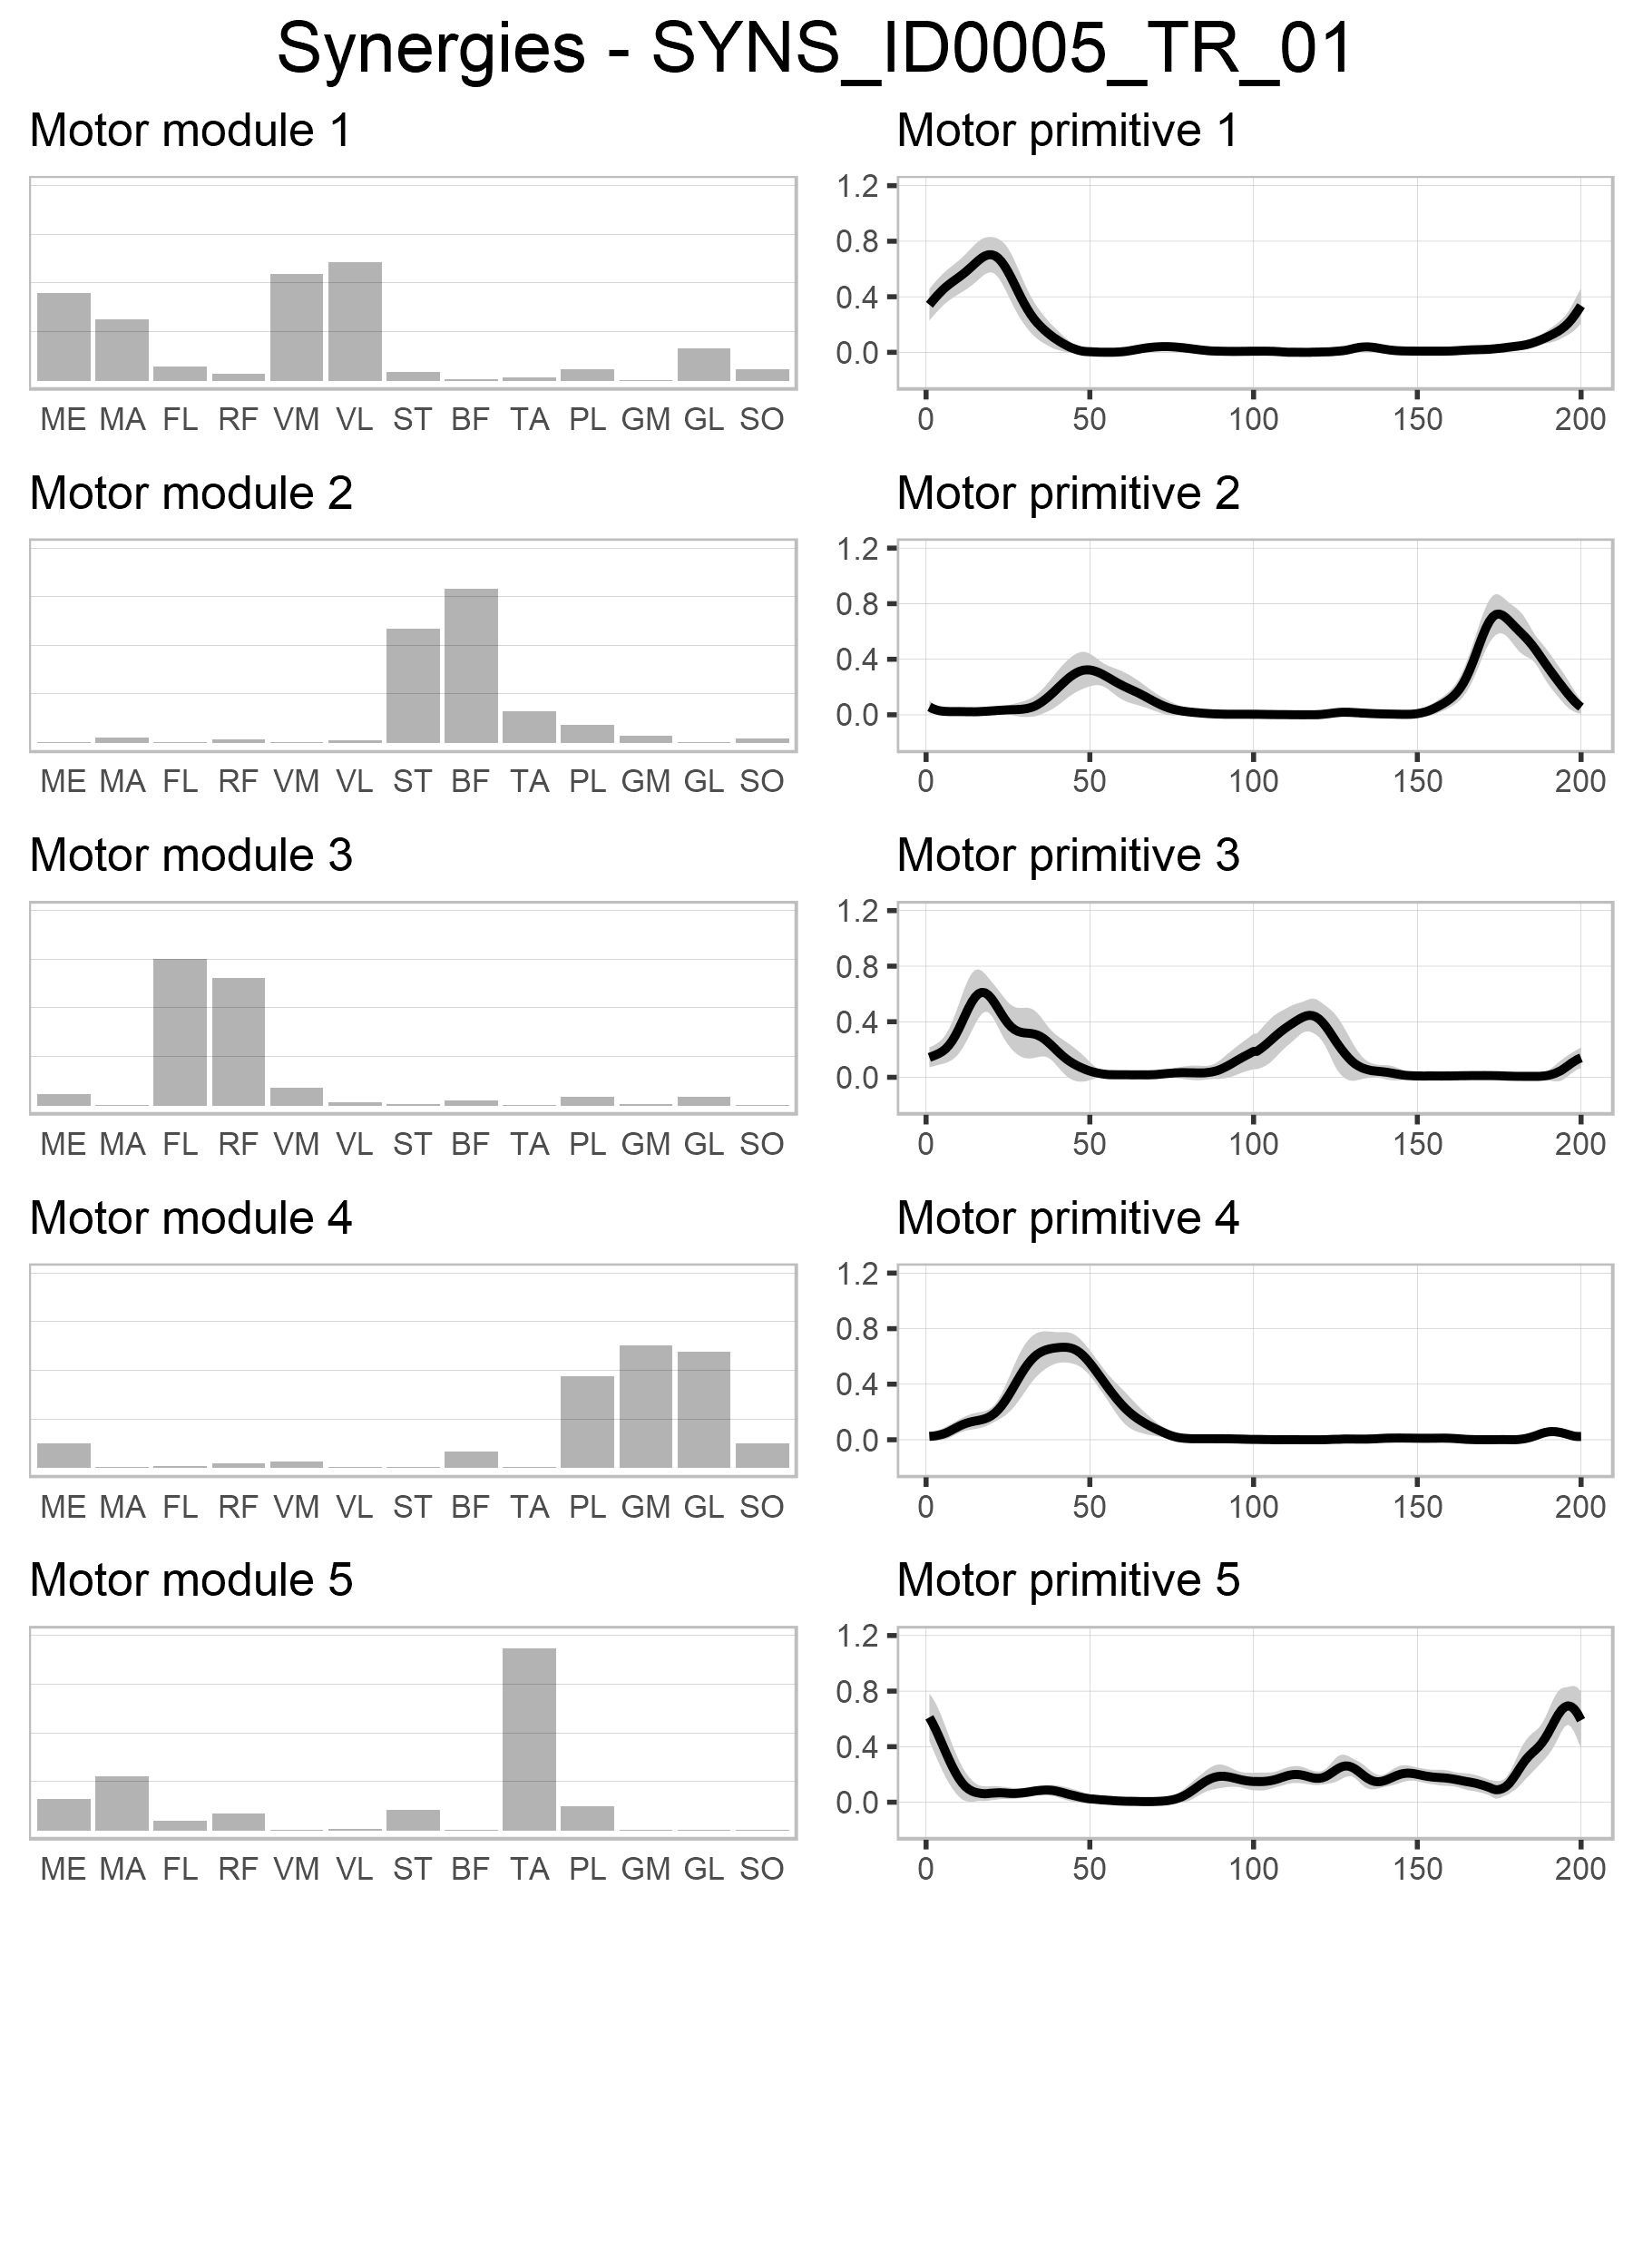 Synergies - SYNS_ID0005_TR_01
Motor module 1
Motor primitive 1
1.2
0.8
0.4
0.0
ME MA FL RF VM VL ST BF TA PL GM GL SO
0 50 100 150 200
Motor module 2
Motor primitive 2
1.2
0.8
0.4
0.0
ME MA FL RF VM VL ST BF TA PL GM GL SO
0 50 100 150 200
Motor module 3
Motor primitive 3
1.2
0.8
0.4
0.0
ME MA FL RF VM VL ST BF TA PL GM GL SO
0 50 100 150 200
Motor module 4
Motor primitive 4
1.2
0.8
0.4
0.0
ME MA FL RF VM VL ST BF TA PL GM GL SO
0 50 100 150 200
Motor module 5
Motor primitive 5
1.2
0.8
0.4
0.0
ME MA FL RF VM VL ST BF TA PL GM GL SO
0 50 100 150 200